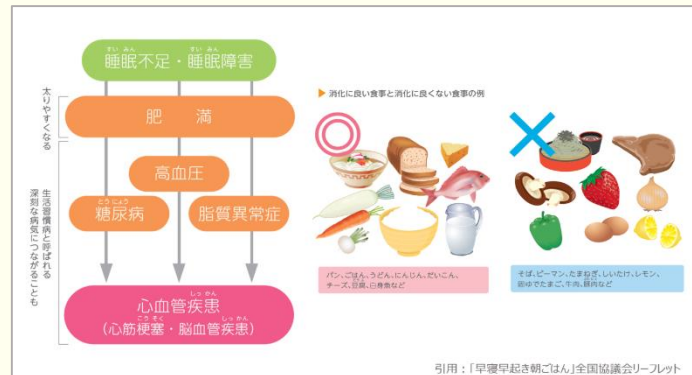 睡眠不足・睡眠障害
太りやすくなる
肥満
高血圧
糖尿病
脂質異常症
生活習慣病と呼ばれる
深刻な病気につながることも
心血管疾患
(心筋梗塞・脳血管疾患)
▶ 消化に良い食事と消化に良くない食事の例
パン、ごはん、うどん、にんじん、だいこん、
チーズ、豆腐、白身魚など
そば、ピーマン、たまねぎ、しいたけ、レモン、
固ゆでたまご、牛肉、豚肉など
引用:「早寝早起き朝ごはん」全国協議会リーフレット